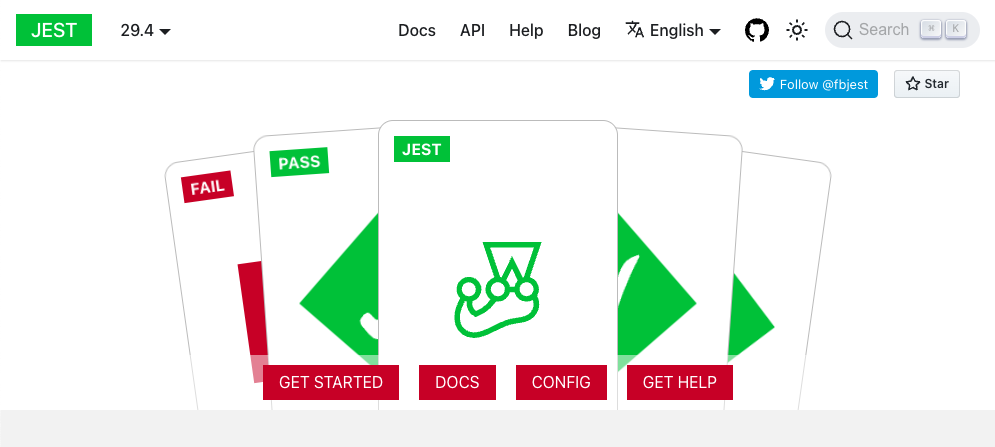 JEST
29.4
Docs
API
Help
Blog
English
Search
⌘
K
Follow @fbjest
Star
FAIL
PASS
JEST
GET STARTED
DOCS
CONFIG
GET HELP